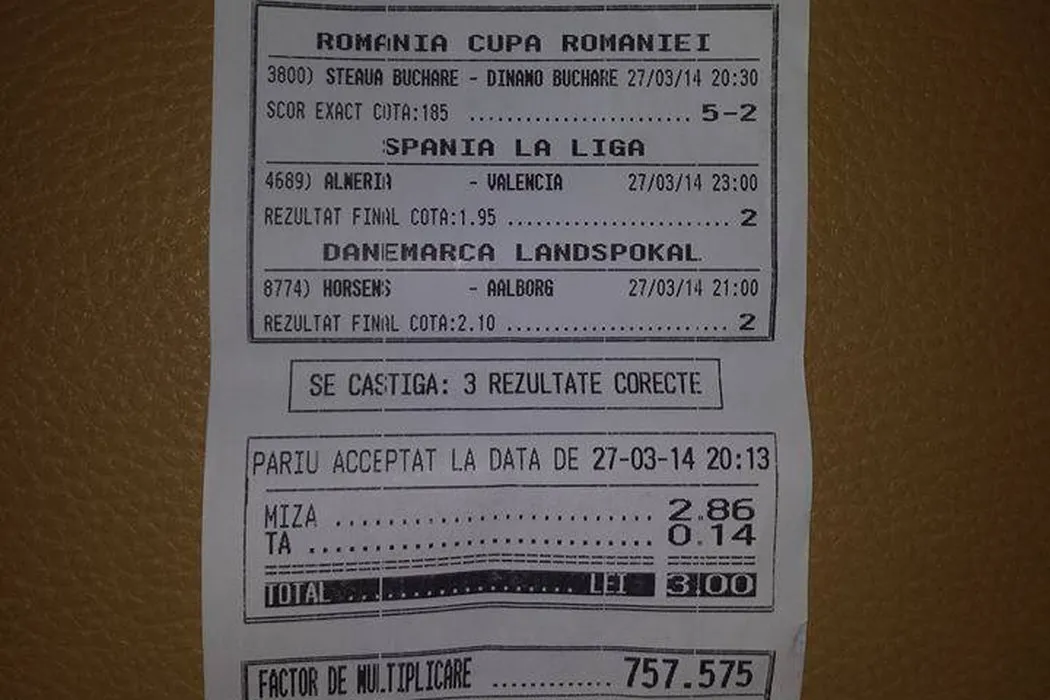 ROMANIA CUPA ROMANIEI
3800) STEAUA BUCHARE - DINAMO BUCHARE 27/03/14 20:30
SCOR EXACT COTA:185 ........................ 5-2
SPANIA LA LIGA
4689) ALMERIA - VALENCIA 27/03/14 23:00
REZULTAT FINAL COTA:1.95 ........................ 2
DANEMARCA LANDSPOKAL
8774) HORSENS - AALBORG 27/03/14 21:00
REZULTAT FINAL COTA:2.10 ........................ 2
SE CASTIGA: 3 REZULTATE CORECTE
PARIU ACCEPTAT LA DATA DE 27-03-14 20:13
MIZA ........................ 2.86
TA ........................ 0.14
TOTAL ................... LEI 3.00
FACTOR DE MULTIPLICARE ............ 757.575